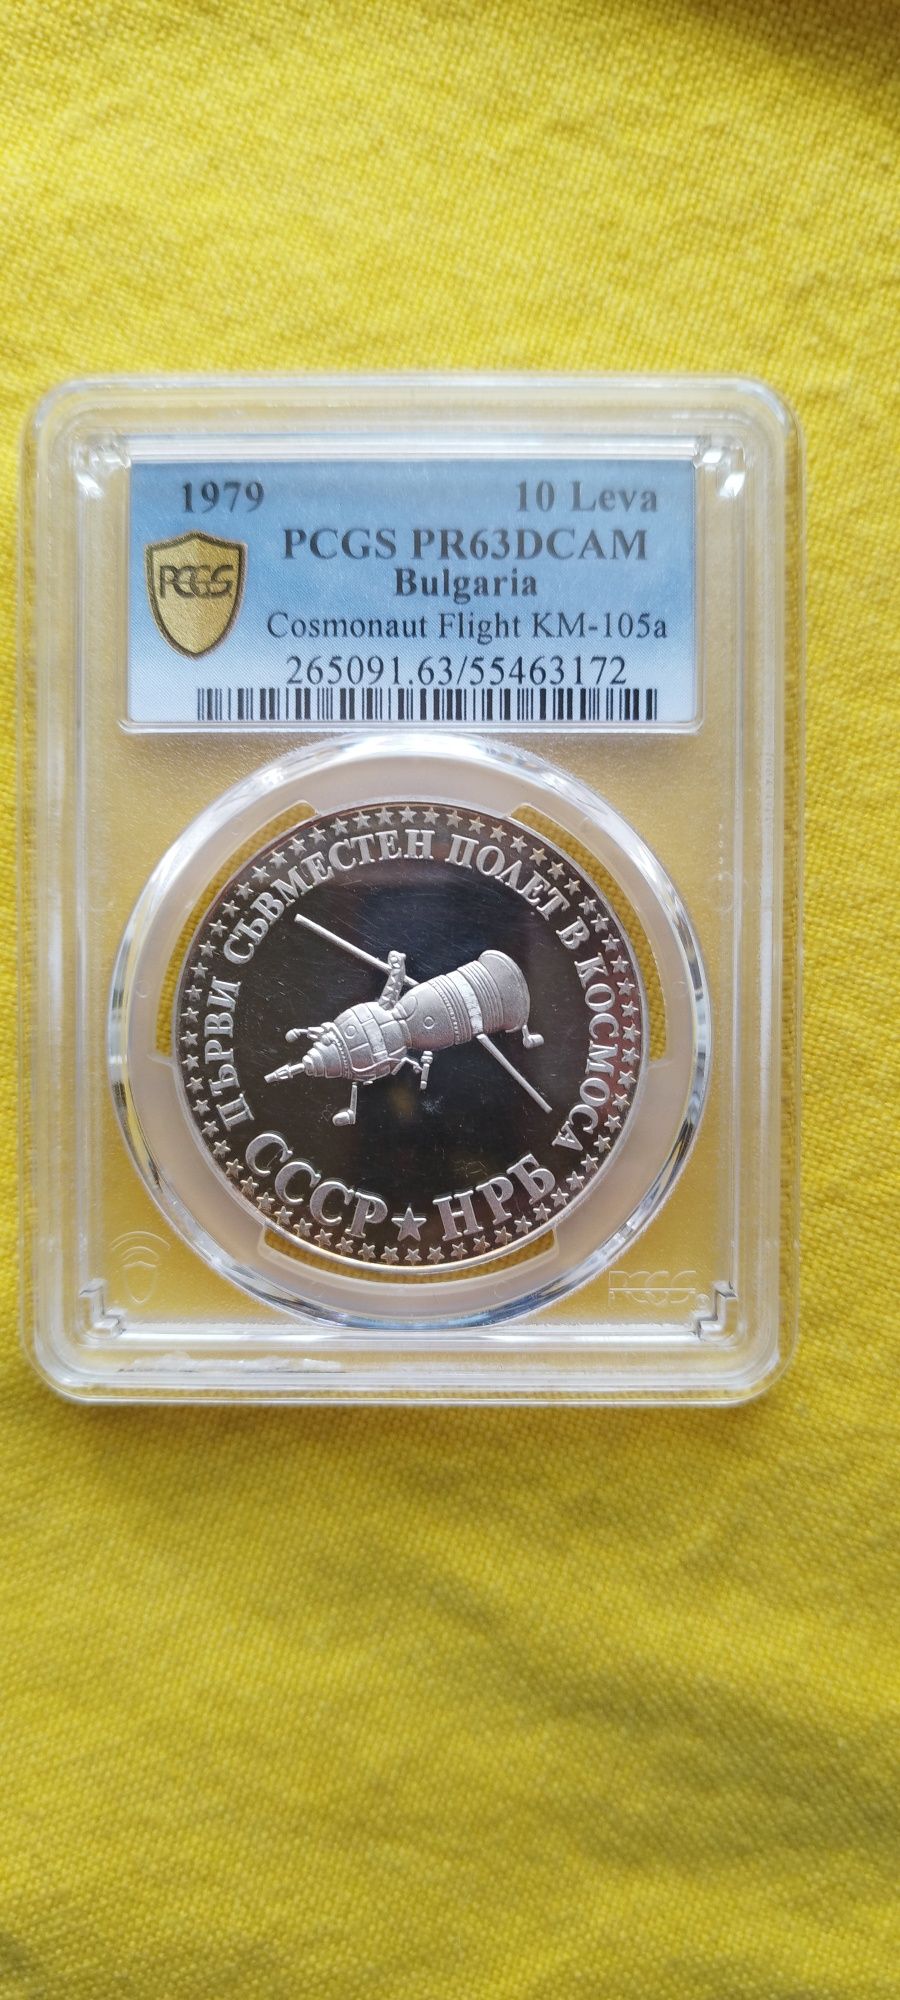 1979 10 Leva
PCGS PR63DCAM
PCGS Bulgaria
Cosmonaut Flight KM-105a
265091.63/55463172
ПЪРВИ СЪВМЕСТЕН ПОЛЕТ В КОСМОСА
СССР ★ НРБ
PCGS